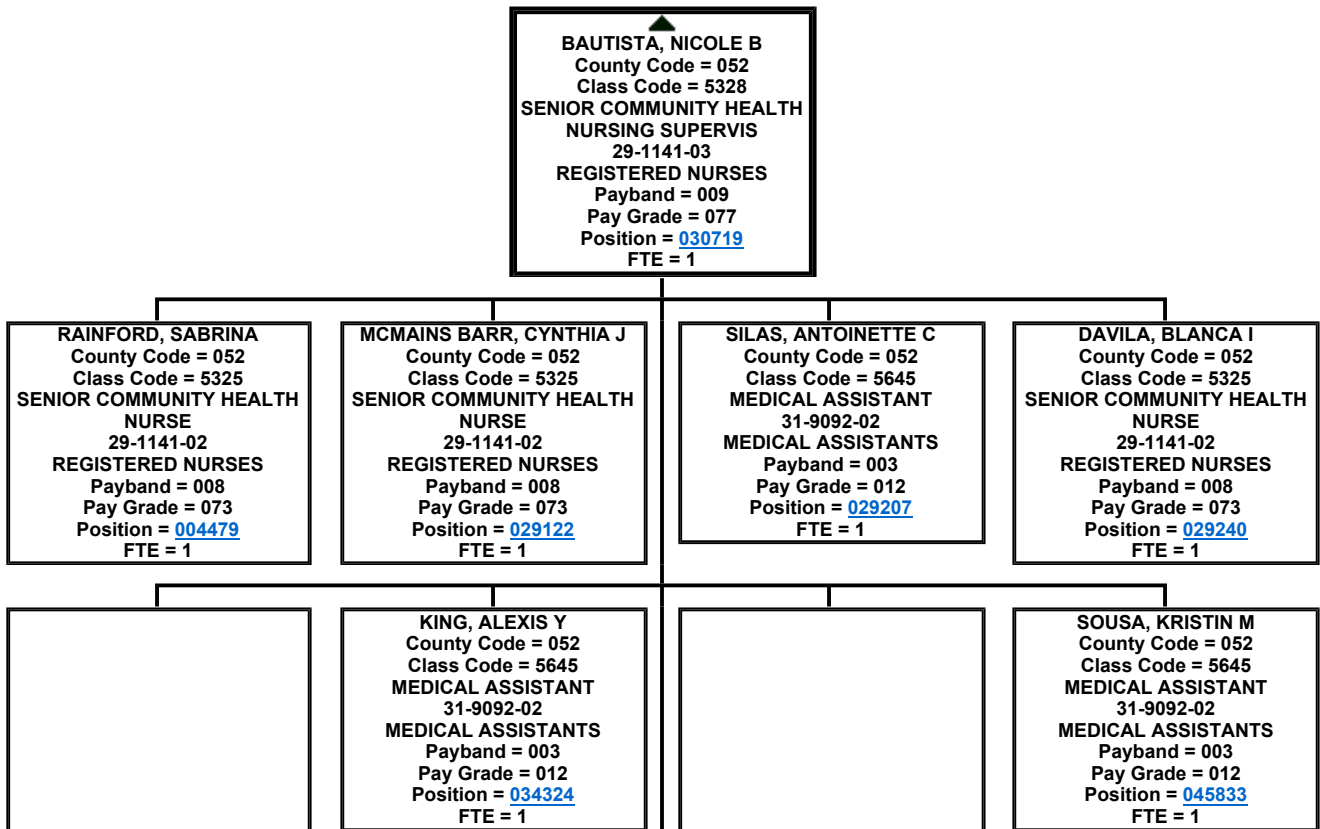 BAUTISTA, NICOLE B
County Code = 052
Class Code = 5328
SENIOR COMMUNITY HEALTH
NURSING SUPERVIS
29-1141-03
REGISTERED NURSES
Payband = 009
Pay Grade = 077
Position = 030719
FTE = 1
RAINFORD, SABRINA
County Code = 052
Class Code = 5325
SENIOR COMMUNITY HEALTH
NURSE
29-1141-02
REGISTERED NURSES
Payband = 008
Pay Grade = 073
Position = 004479
FTE = 1
MCMAINS BARR, CYNTHIA J
County Code = 052
Class Code = 5325
SENIOR COMMUNITY HEALTH
NURSE
29-1141-02
REGISTERED NURSES
Payband = 008
Pay Grade = 073
Position = 029122
FTE = 1
SILAS, ANTOINETTE C
County Code = 052
Class Code = 5645
MEDICAL ASSISTANT
31-9092-02
MEDICAL ASSISTANTS
Payband = 003
Pay Grade = 012
Position = 029207
FTE = 1
DAVILA, BLANCA I
County Code = 052
Class Code = 5325
SENIOR COMMUNITY HEALTH
NURSE
29-1141-02
REGISTERED NURSES
Payband = 008
Pay Grade = 073
Position = 029240
FTE = 1
KING, ALEXIS Y
County Code = 052
Class Code = 5645
MEDICAL ASSISTANT
31-9092-02
MEDICAL ASSISTANTS
Payband = 003
Pay Grade = 012
Position = 034324
FTE = 1
SOUSA, KRISTIN M
County Code = 052
Class Code = 5645
MEDICAL ASSISTANT
31-9092-02
MEDICAL ASSISTANTS
Payband = 003
Pay Grade = 012
Position = 045833
FTE = 1